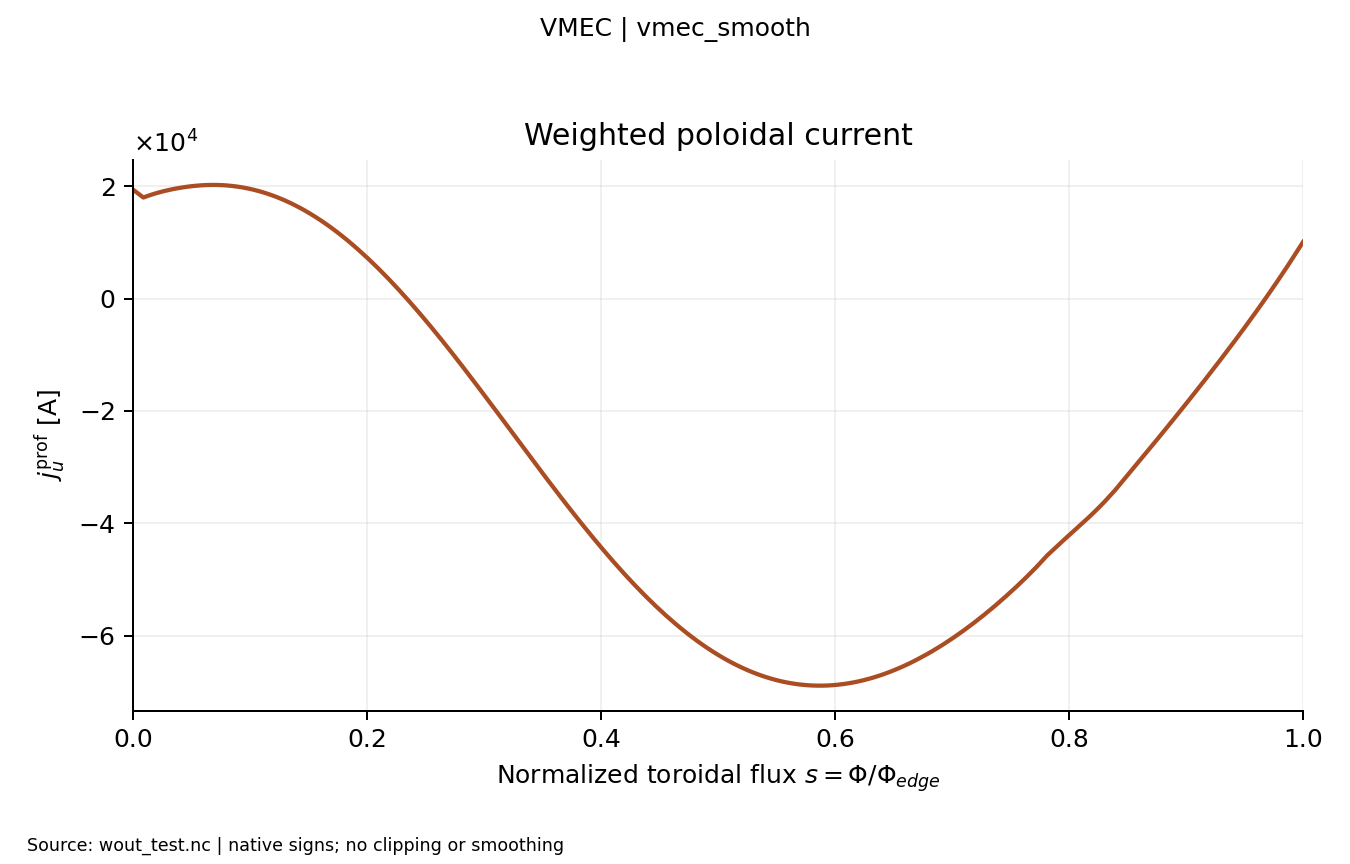 VMEC | vmec_smooth
Weighted poloidal current
×10⁴
2
0
−2
−4
−6
j_u^prof [A]
0.0 0.2 0.4 0.6 0.8 1.0
Normalized toroidal flux s = Φ/Φ_edge
Source: wout_test.nc | native signs; no clipping or smoothing